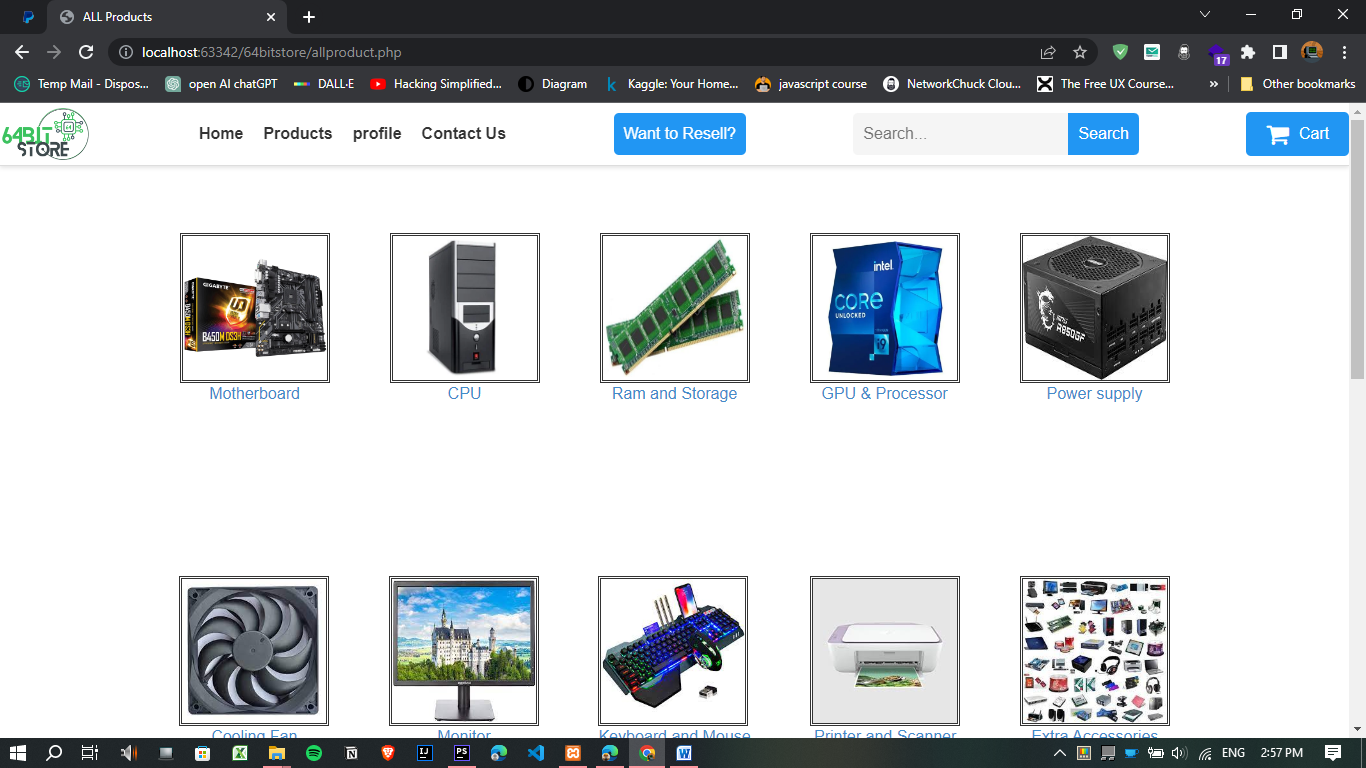 ALL Products
localhost:63342/64bitstore/allproduct.php
17
Temp Mail - Dispos... open AI chatGPT DALL·E Hacking Simplified... Diagram Kaggle: Your Home... javascript course NetworkChuck Clou... The Free UX Course... » Other bookmarks
64BIT
STORE
Home Products profile Contact Us Want to Resell? Search... Search Cart
GIGABYTE
B450M DS3H
intel.
CORE
UNLOCKED
i9
A850GF
Motherboard CPU Ram and Storage GPU & Processor Power supply
Cooling Fan Monitor Keyboard and Mouse Printer and Scanner Extra Accessories
ENG 2:57 PM